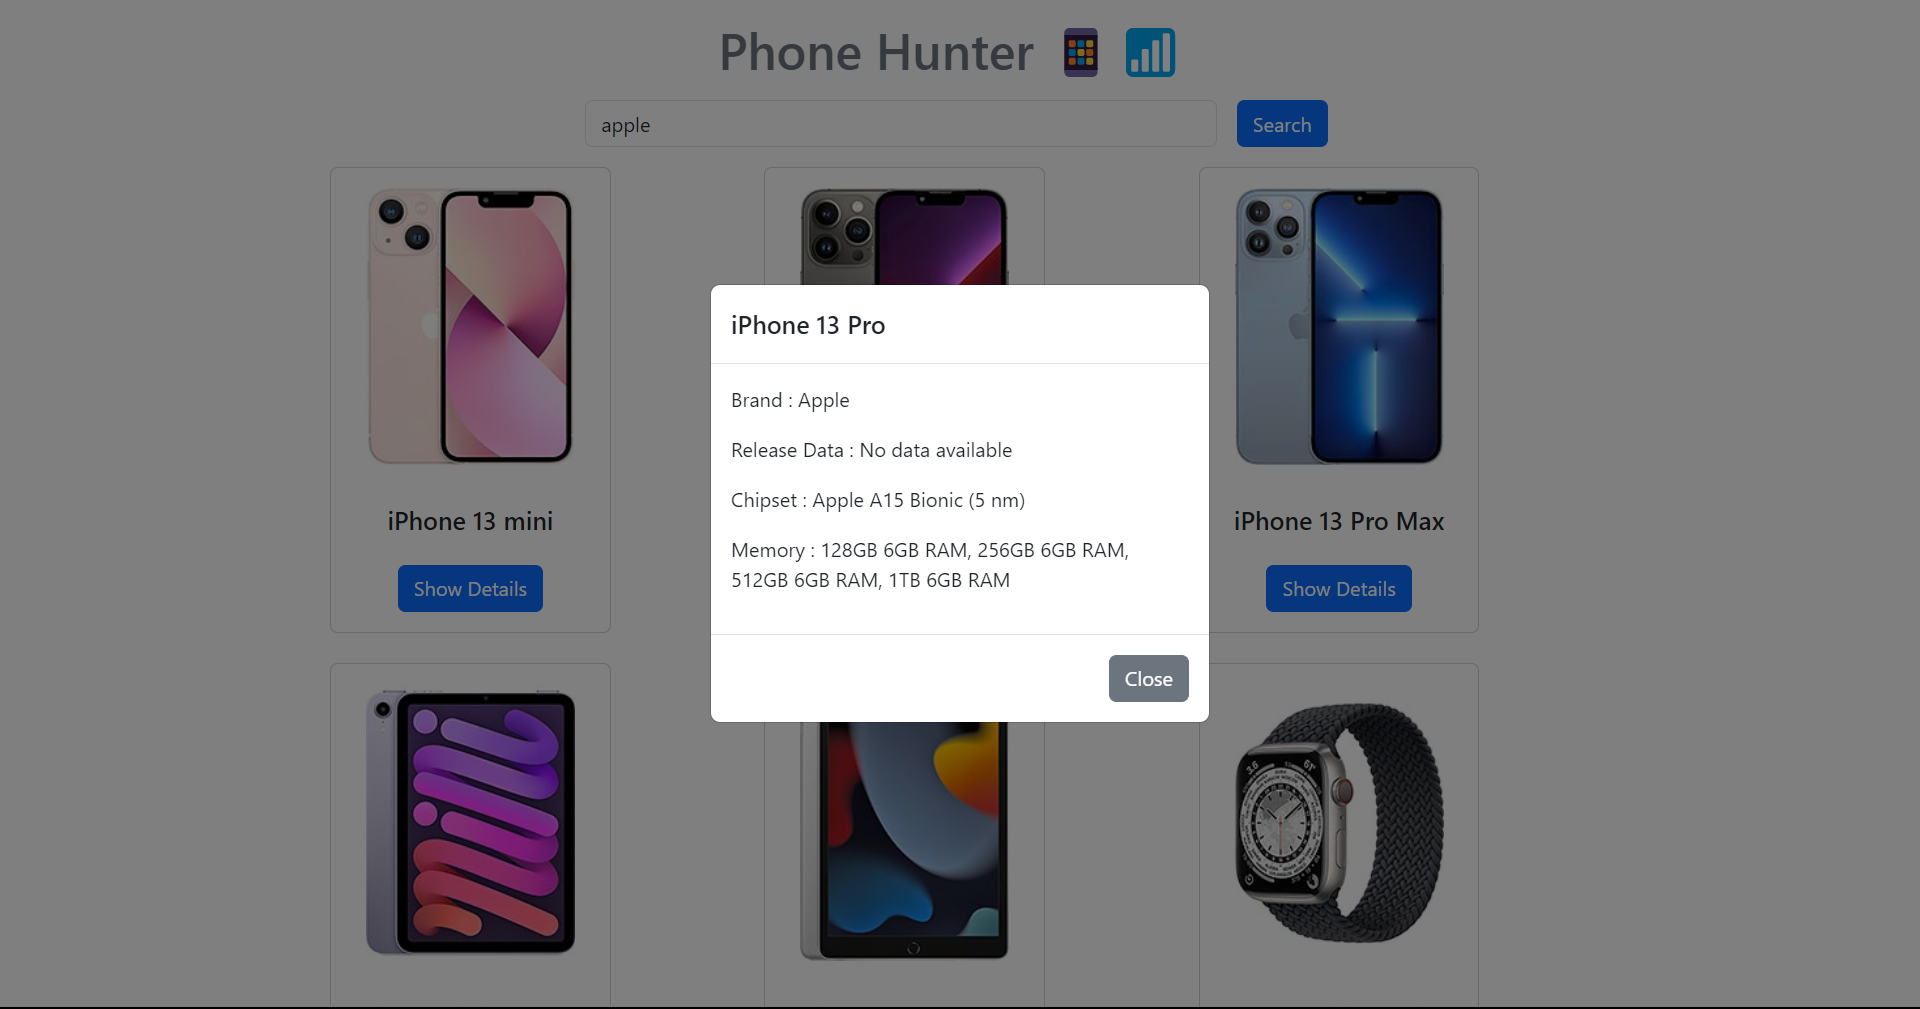 Phone Hunter
apple
Search
iPhone 13 Pro
Brand : Apple
Release Data : No data available
Chipset : Apple A15 Bionic (5 nm)
Memory : 128GB 6GB RAM, 256GB 6GB RAM,
512GB 6GB RAM, 1TB 6GB RAM
Close
iPhone 13 mini
Show Details
iPhone 13 Pro Max
Show Details